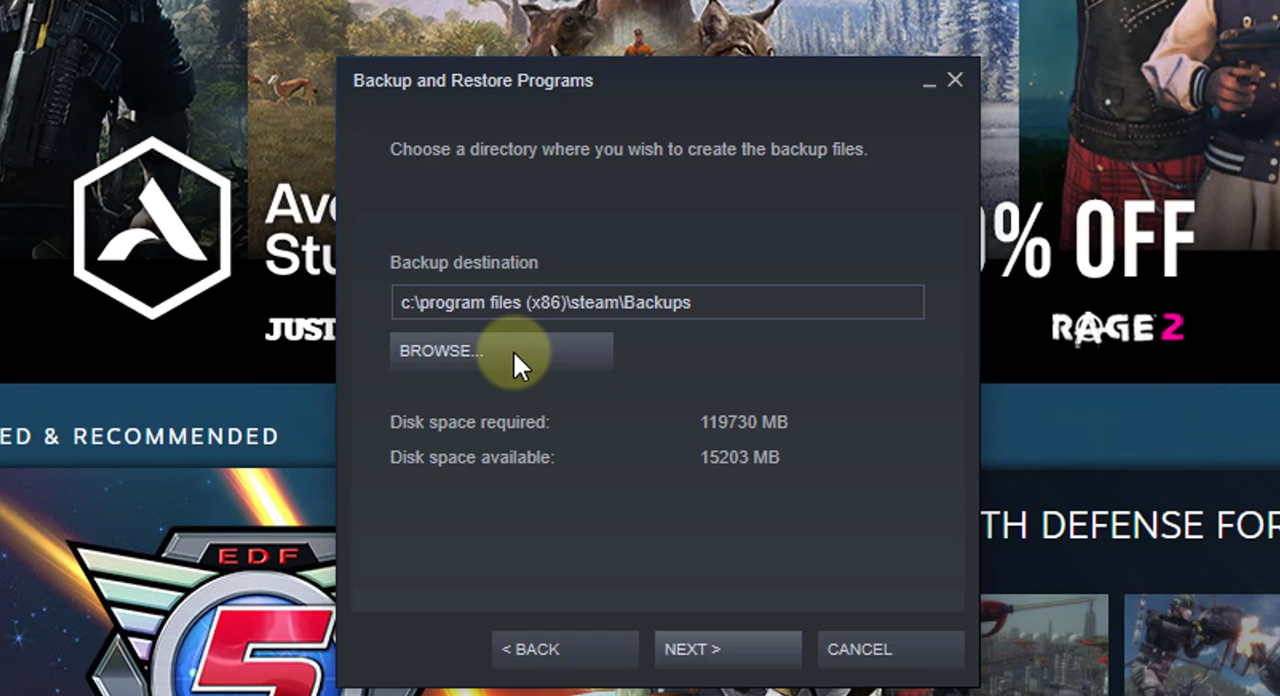 Backup and Restore Programs
Choose a directory where you wish to create the backup files.
Av
Stu
JUST
% OFF
RAGE 2
Backup destination
c:\program files (x86)\steam\Backups
BROWSE...
Disk space required: 119730 MB
Disk space available: 15203 MB
ED & RECOMMENDED
TH DEFENSE FOR
EDF
5
< BACK
NEXT >
CANCEL